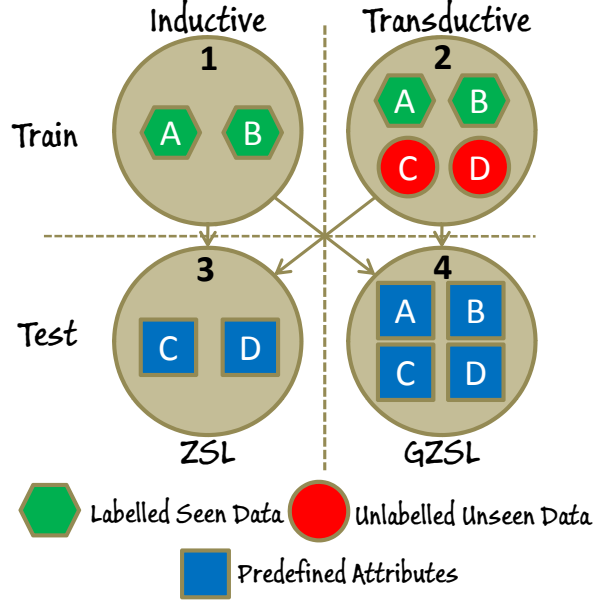 Inductive Transductive
1 2
A B A B
Train
C D
3 4
A B
Test
C D
C D
ZSL GZSL
Labelled Seen Data Unlabelled Unseen Data
Predefined Attributes